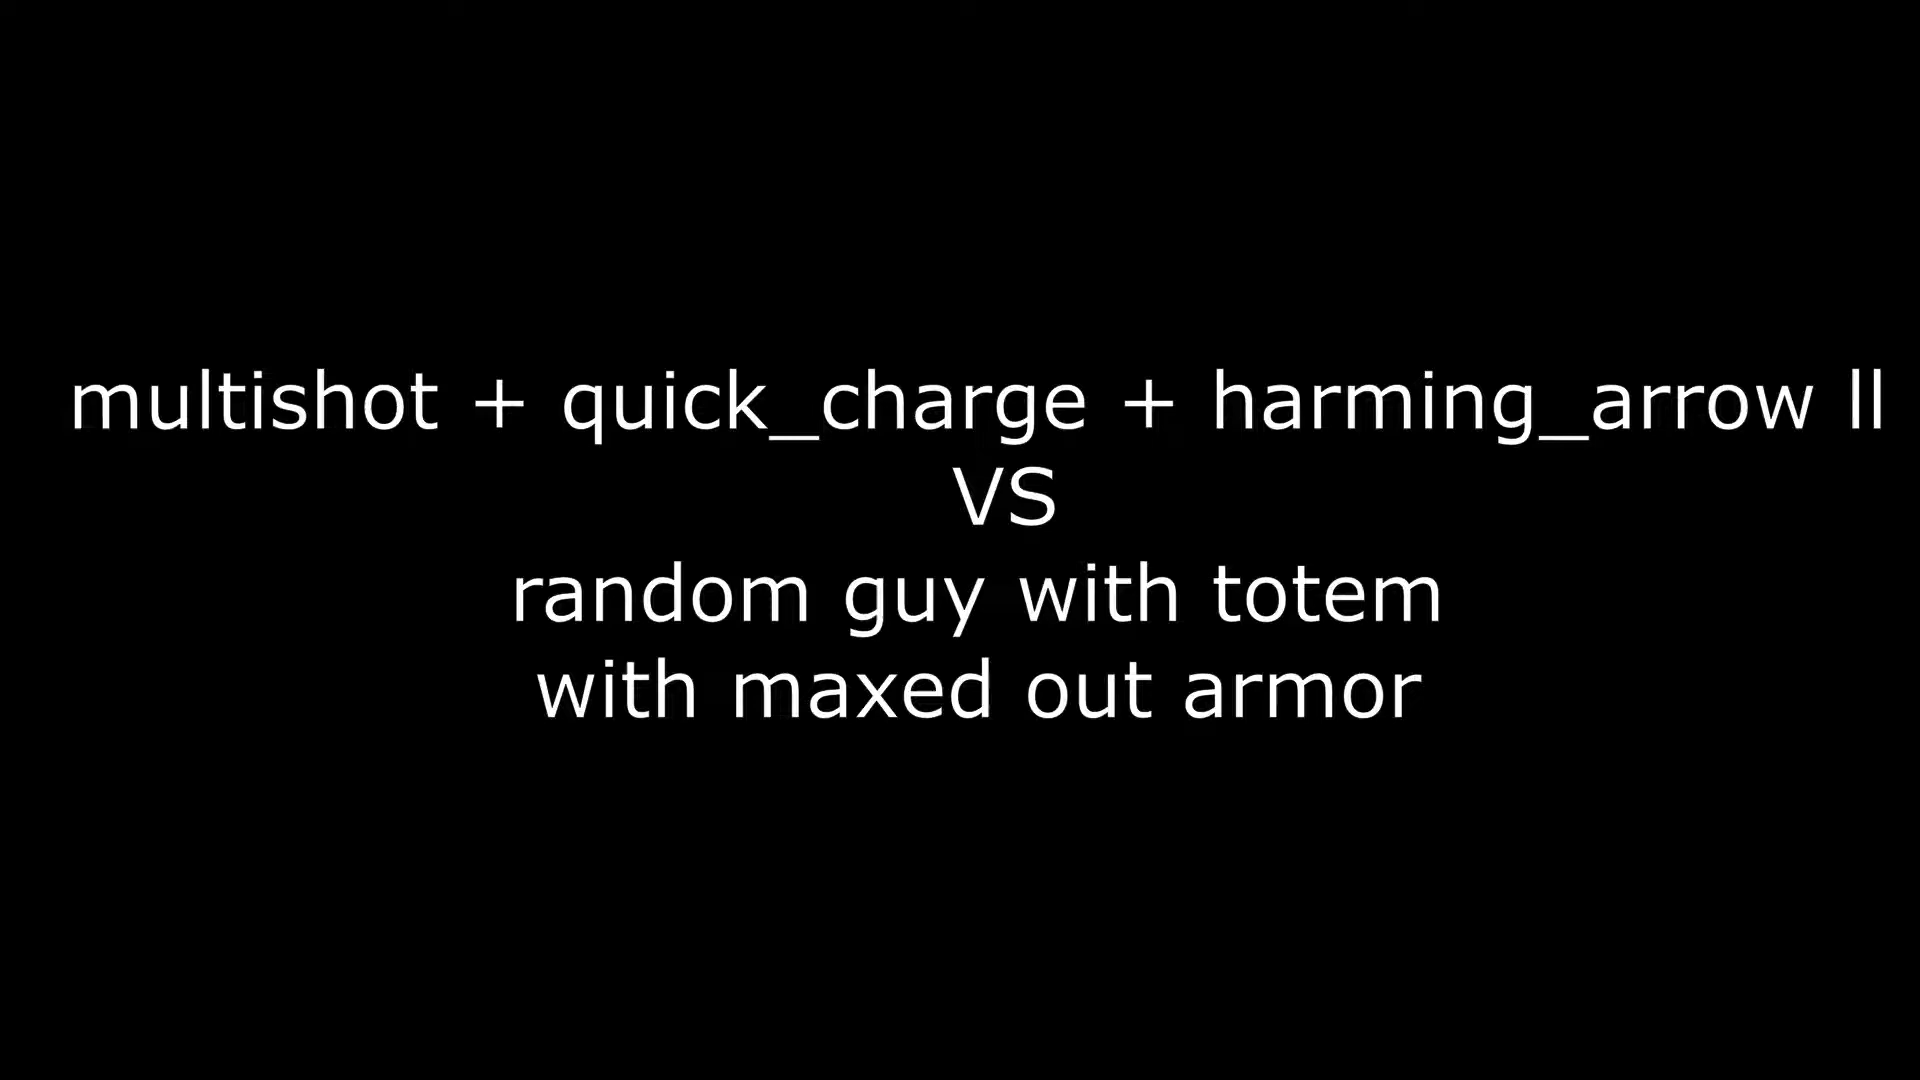 multishot + quick_charge + harming_arrow ll
VS
random guy with totem
with maxed out armor